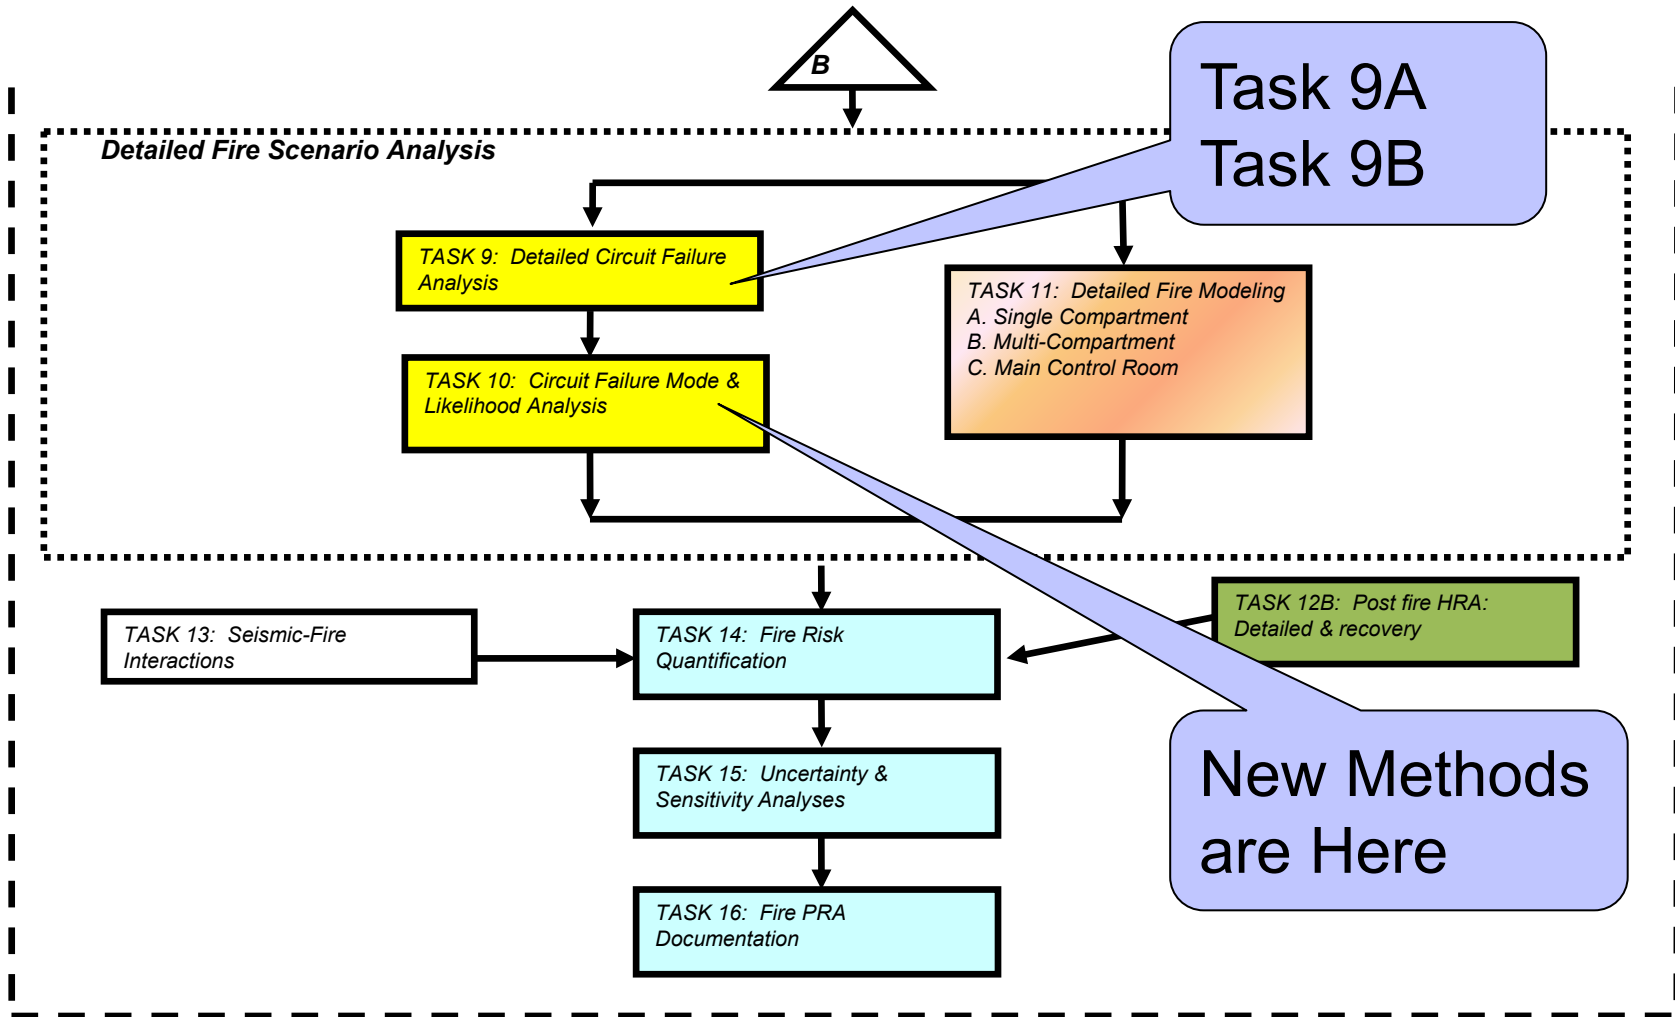 B
Task 9A
Task 9B
Detailed Fire Scenario Analysis
TASK 9: Detailed Circuit Failure
Analysis
TASK 11: Detailed Fire Modeling
A. Single Compartment
B. Multi-Compartment
C. Main Control Room
TASK 10: Circuit Failure Mode &
Likelihood Analysis
TASK 13: Seismic-Fire
Interactions
TASK 14: Fire Risk
Quantification
TASK 12B: Post fire HRA:
Detailed & recovery
TASK 15: Uncertainty &
Sensitivity Analyses
New Methods
are Here
TASK 16: Fire PRA
Documentation